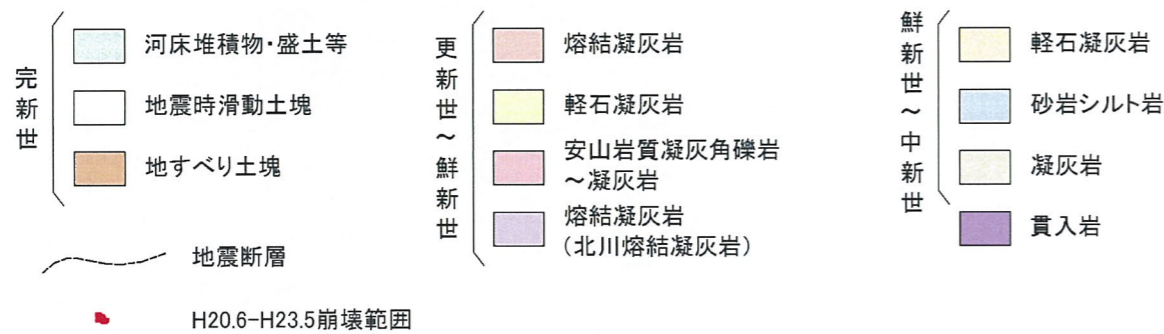 完新世
河床堆積物・盛土等
地震時滑動土塊
地すべり土塊
地震断層
H20.6-H23.5崩壊範囲
更新世~鮮新世
熔結凝灰岩
軽石凝灰岩
安山岩質凝灰角礫岩
~凝灰岩
熔結凝灰岩
(北川熔結凝灰岩)
鮮新世~中新世
軽石凝灰岩
砂岩シルト岩
凝灰岩
貫入岩